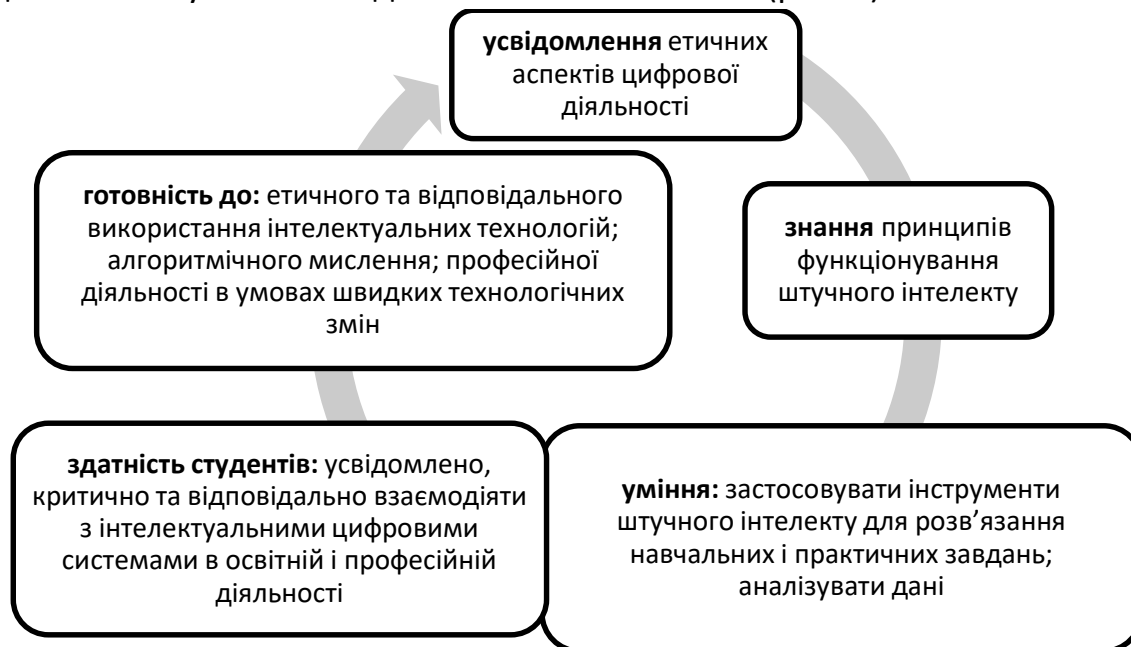 усвідомлення етичних
аспектів цифрової
діяльності
знання принципів
функціонування
штучного інтелекту
уміння: застосовувати інструменти
штучного інтелекту для розв’язання
навчальних і практичних завдань;
аналізувати дані
здатність студентів: усвідомлено,
критично та відповідально взаємодіяти
з інтелектуальними цифровими
системами в освітній і професійній
діяльності
готовність до: етичного та відповідального
використання інтелектуальних технологій;
алгоритмічного мислення; професійної
діяльності в умовах швидких технологічних
змін